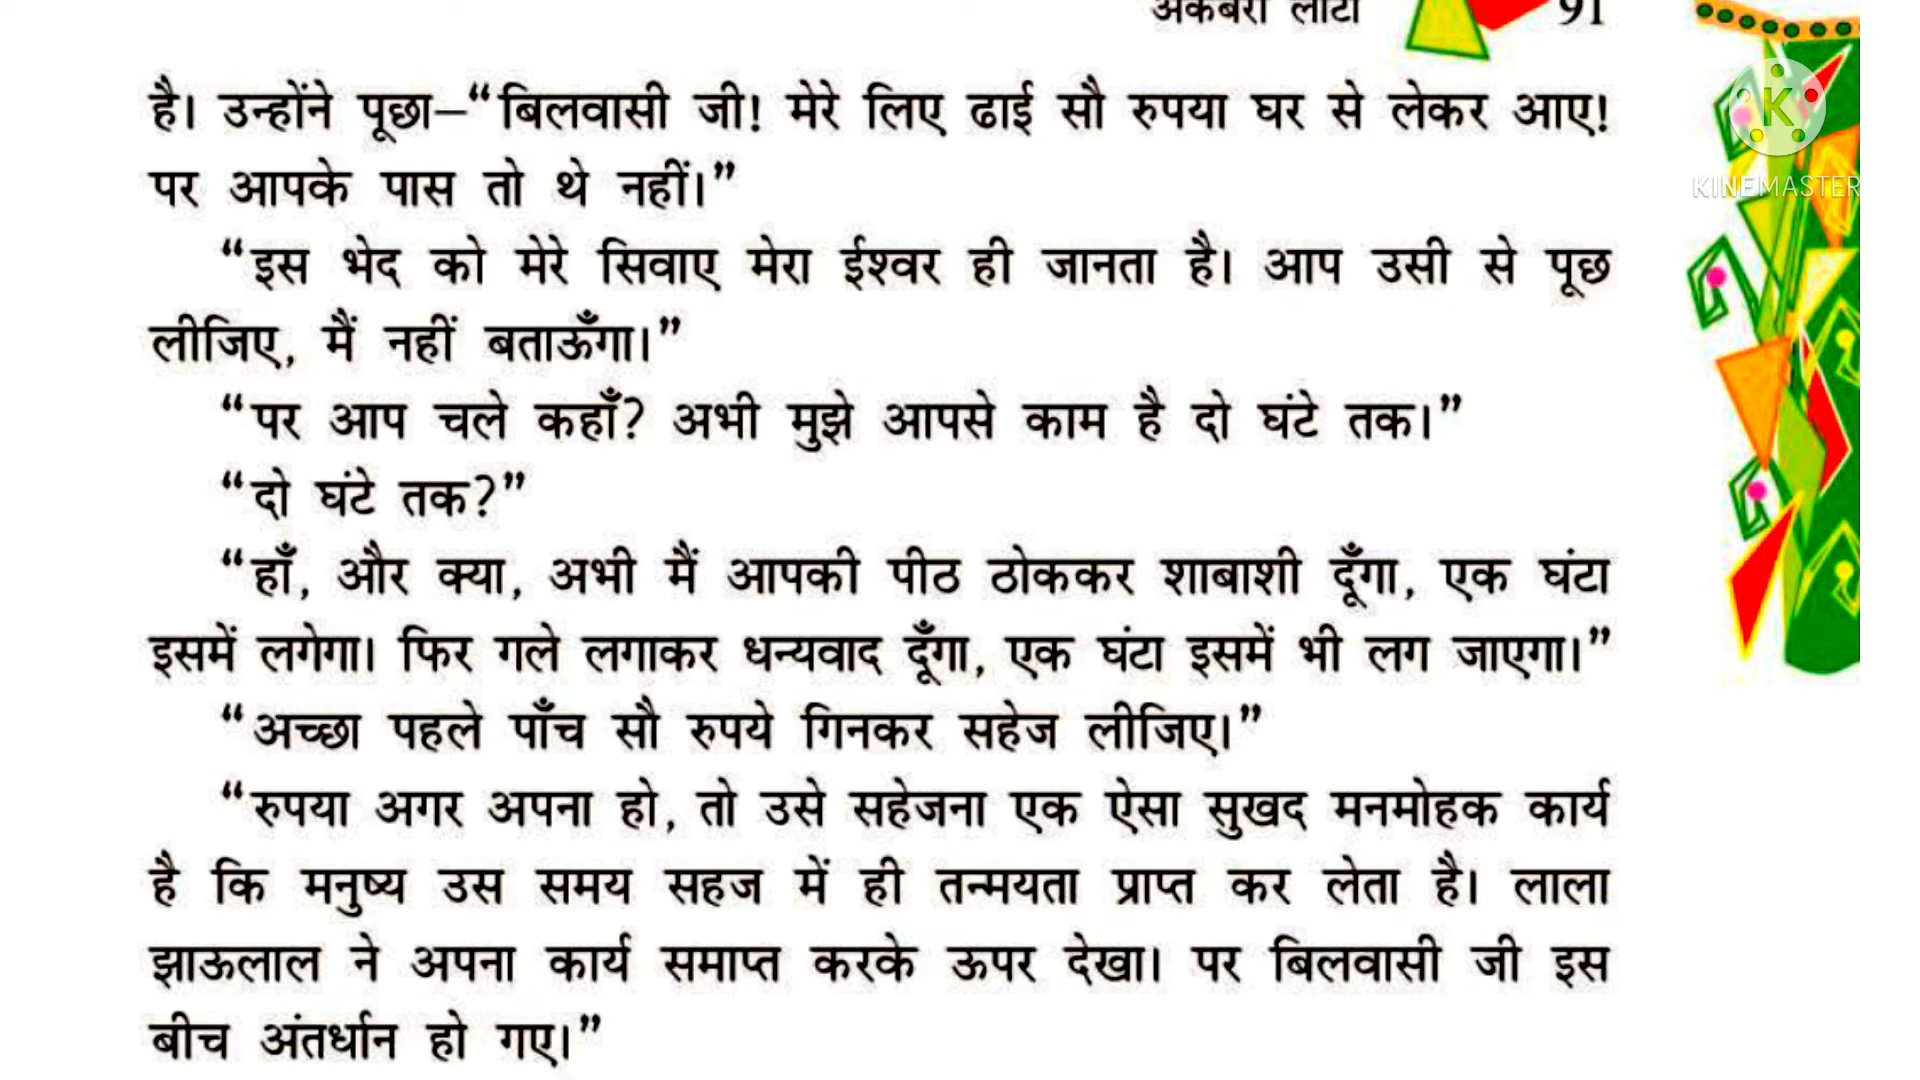 अकबरी लोटा 91
है। उन्होंने पूछा–“बिलवासी जी! मेरे लिए ढाई सौ रुपया घर से लेकर आए!
पर आपके पास तो थे नहीं।”
“इस भेद को मेरे सिवाए मेरा ईश्वर ही जानता है। आप उसी से पूछ
लीजिए, मैं नहीं बताऊँगा।”
“पर आप चले कहाँ? अभी मुझे आपसे काम है दो घंटे तक।”
“दो घंटे तक?”
“हाँ, और क्या, अभी मैं आपकी पीठ ठोककर शाबाशी दूँगा, एक घंटा
इसमें लगेगा। फिर गले लगाकर धन्यवाद दूँगा, एक घंटा इसमें भी लग जाएगा।”
“अच्छा पहले पाँच सौ रुपये गिनकर सहेज लीजिए।”
“रुपया अगर अपना हो, तो उसे सहेजना एक ऐसा सुखद मनमोहक कार्य
है कि मनुष्य उस समय सहज में ही तन्मयता प्राप्त कर लेता है। लाला
झाऊलाल ने अपना कार्य समाप्त करके ऊपर देखा। पर बिलवासी जी इस
बीच अंतर्धान हो गए।”
K
KINEMASTER